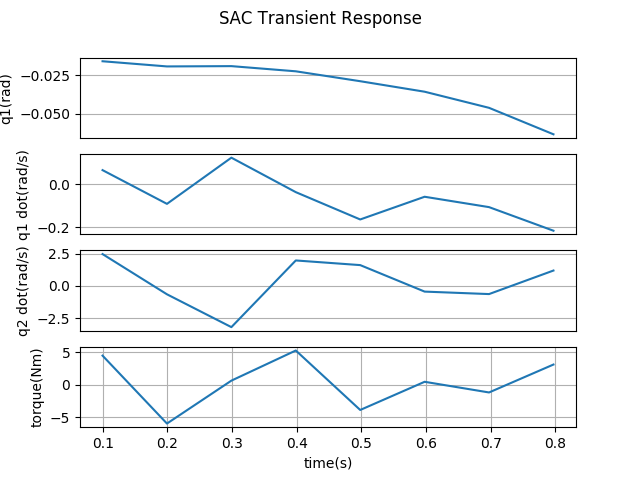 SAC Transient Response
q1(rad)
−0.025
−0.050
q1 dot(rad/s)
0.0
−0.2
q2 dot(rad/s)
2.5
0.0
−2.5
torque(Nm)
5
0
−5
0.1 0.2 0.3 0.4 0.5 0.6 0.7 0.8
time(s)